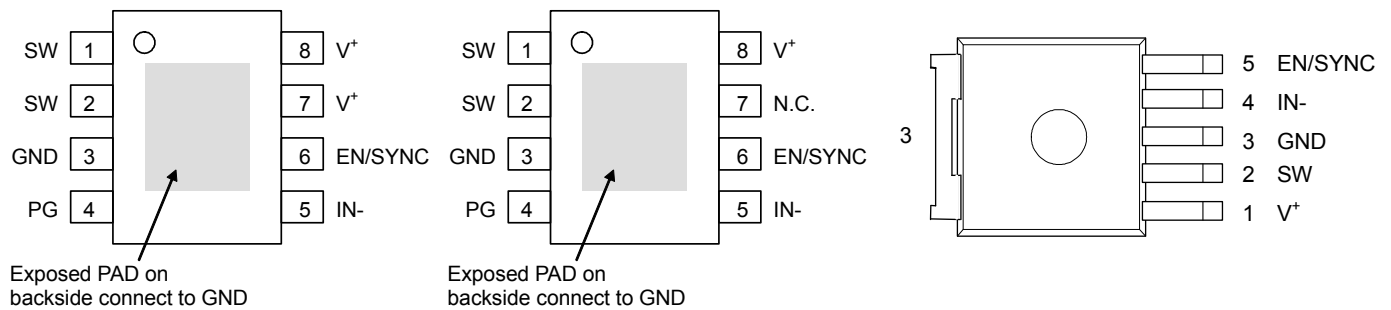 SW 1 8 V+
SW 2 7 V+
GND 3 6 EN/SYNC
PG 4 5 IN-
Exposed PAD on
backside connect to GND
SW 1 8 V+
SW 2 7 N.C.
GND 3 6 EN/SYNC
PG 4 5 IN-
Exposed PAD on
backside connect to GND
3
5 EN/SYNC
4 IN-
3 GND
2 SW
1 V+